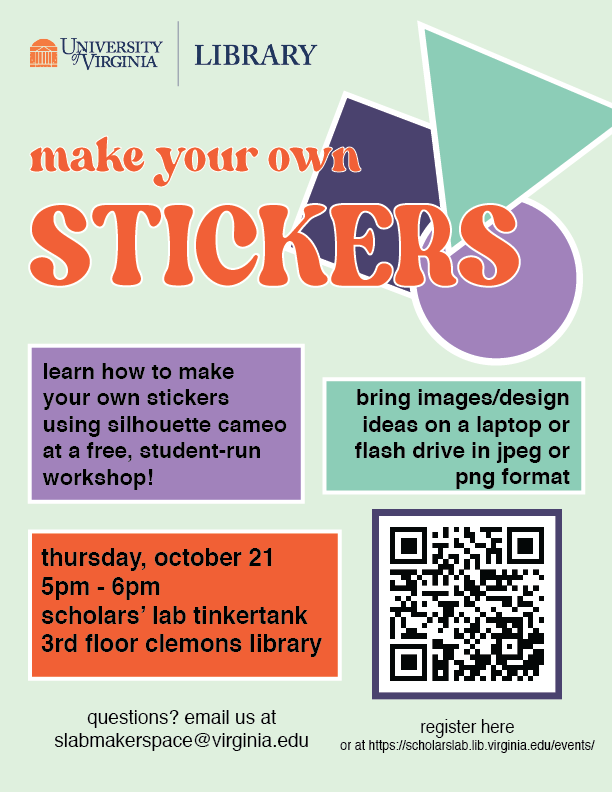 UNIVERSITY
of VIRGINIA
LIBRARY
make your own
STICKERS
learn how to make
your own stickers
using silhouette cameo
at a free, student-run
workshop!
bring images/design
ideas on a laptop or
flash drive in jpeg or
png format
thursday, october 21
5pm - 6pm
scholars’ lab tinkertank
3rd floor clemons library
questions? email us at
slabmakerspace@virginia.edu
register here
or at https://scholarslab.lib.virginia.edu/events/